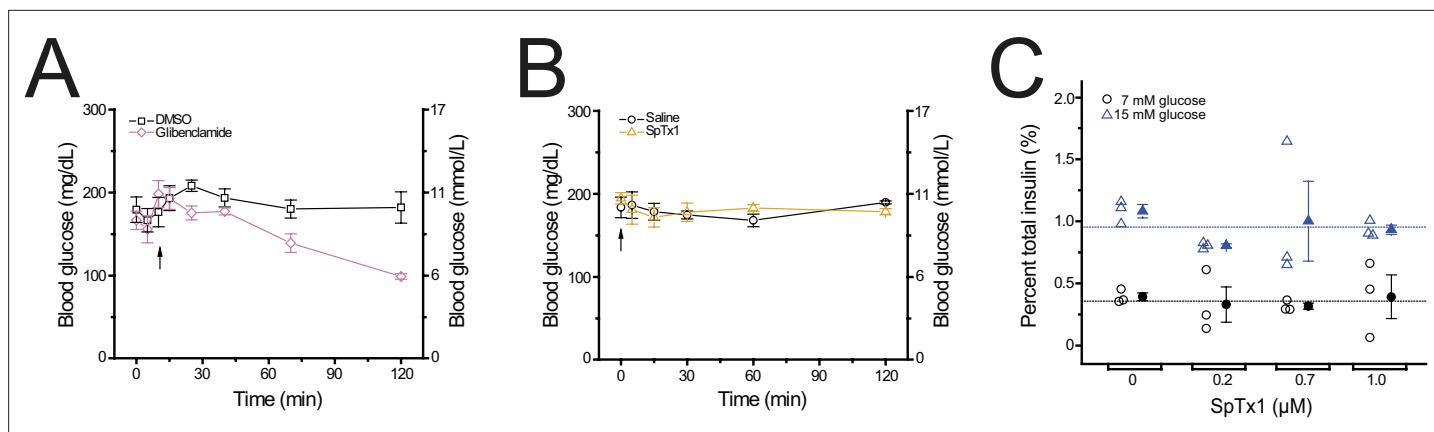 A
B
C
300
200
100
0
Blood glucose (mg/dL)
DMSO
Glibenclamide
17
11
6
0
Blood glucose (mmol/L)
0 30 60 90 120
Time (min)
300
200
100
0
Blood glucose (mg/dL)
Saline
SpTx1
17
11
6
0
Blood glucose (mmol/L)
0 30 60 90 120
Time (min)
2.0
1.5
1.0
0.5
0
Percent total insulin (%)
7 mM glucose
15 mM glucose
0 0.2 0.7 1.0
SpTx1 (µM)